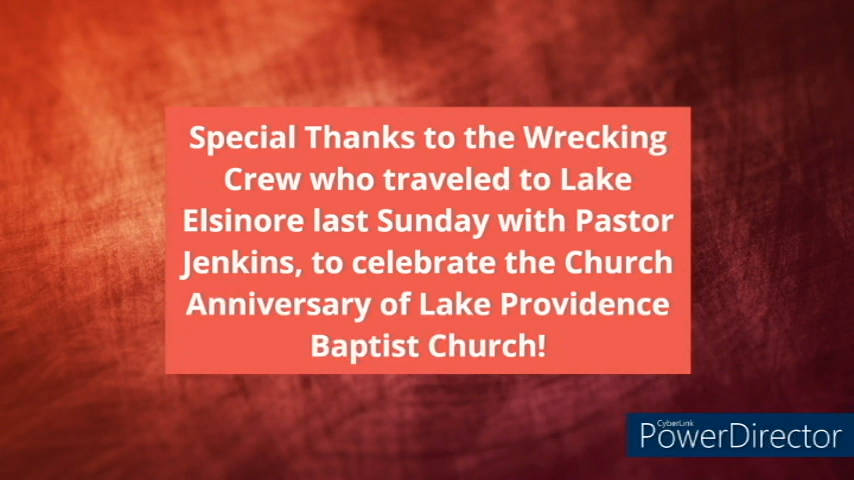 Special Thanks to the Wrecking
Crew who traveled to Lake
Elsinore last Sunday with Pastor
Jenkins, to celebrate the Church
Anniversary of Lake Providence
Baptist Church!
CyberLink
PowerDirector